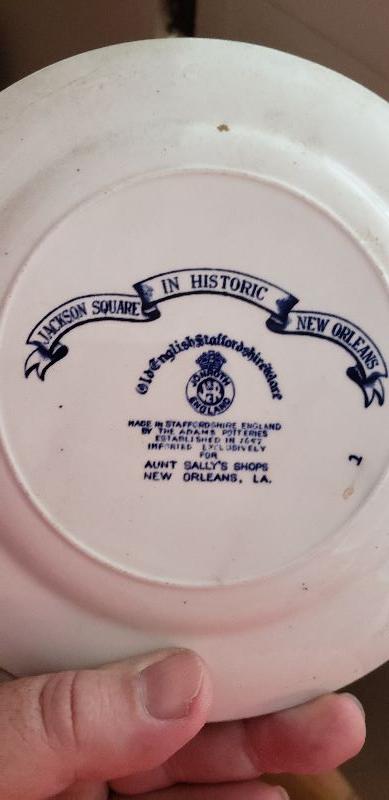 JACKSON SQUARE IN HISTORIC NEW ORLEANS
Old English Staffordshire Ware
JONROTH
ENGLAND
MADE IN STAFFORDSHIRE ENGLAND
BY THE ADAMS POTTERIES
ESTABLISHED IN 1657
IMPORTED EXCLUSIVELY
FOR
AUNT SALLY'S SHOPS
NEW ORLEANS, LA.